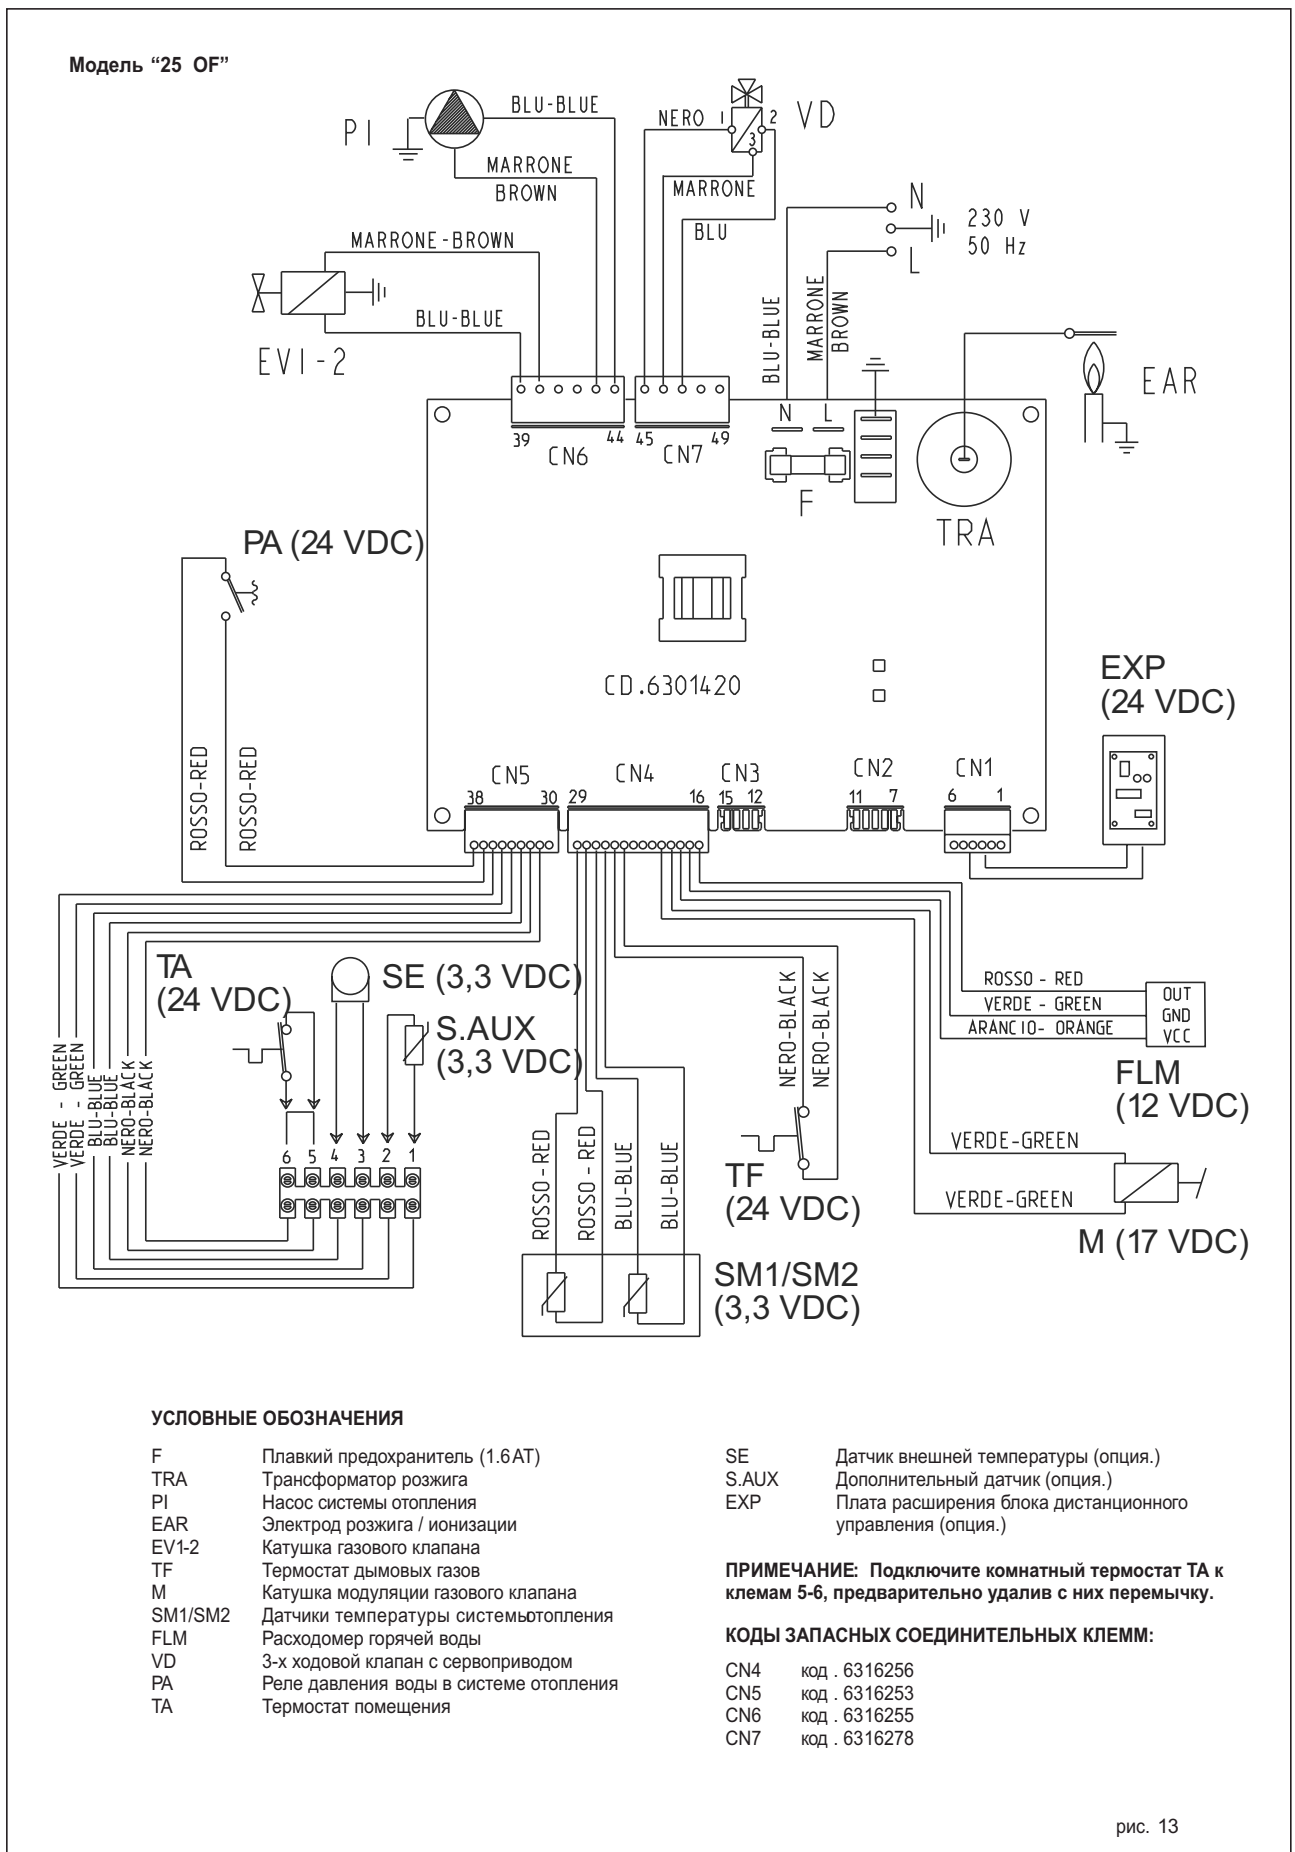 Модель “25 OF”
BLU-BLUE
PI
MARRONE
BROWN
NERO
1
2
3
VD
MARRONE
BLU
N
L
230 V
50 Hz
MARRONE-BROWN
BLU-BLUE
EV1-2
BLU-BLUE
MARRONE
BROWN
EAR
N
L
39
44
45
49
CN6
CN7
F
TRA
PA (24 VDC)
CD.6301420
EXP
(24 VDC)
ROSSO-RED
ROSSO-RED
CN5
CN4
CN3
CN2
CN1
38
30
29
16
15
12
11
7
6
1
TA
(24 VDC)
SE (3,3 VDC)
S.AUX
(3,3 VDC)
VERDE - GREEN
VERDE - GREEN
BLU-BLUE
BLU-BLUE
NERO-BLACK
NERO-BLACK
6 5 4 3 2 1
NERO-BLACK
NERO-BLACK
ROSSO - RED
VERDE - GREEN
ARANCIO- ORANGE
OUT
GND
VCC
FLM
(12 VDC)
ROSSO-RED
ROSSO - RED
BLU-BLUE
BLU-BLUE
TF
(24 VDC)
VERDE-GREEN
VERDE-GREEN
M (17 VDC)
SM1/SM2
(3,3 VDC)
УСЛОВНЫЕ ОБОЗНАЧЕНИЯ
F Плавкий предохранитель (1.6 AT)
TRA Трансформатор розжига
PI Насос системы отопления
EAR Электрод розжига / ионизации
EV1-2 Катушка газового клапана
TF Термостат дымовых газов
M Катушка модуляции газового клапана
SM1/SM2 Датчики температуры системы отопления
FLM Расходомер горячей воды
VD 3-х ходовой клапан с сервоприводом
PA Реле давления воды в системе отопления
TA Термостат помещения
SE Датчик внешней температуры (опция.)
S.AUX Дополнительный датчик (опция.)
EXP Плата расширения блока дистанционного
управления (опция.)
ПРИМЕЧАНИЕ: Подключите комнатный термостат TA к
клемам 5-6, предварительно удалив с них перемычку.
КОДЫ ЗАПАСНЫХ СОЕДИНИТЕЛЬНЫХ КЛЕММ:
CN4 код . 6316256
CN5 код . 6316253
CN6 код . 6316255
CN7 код . 6316278
рис. 13